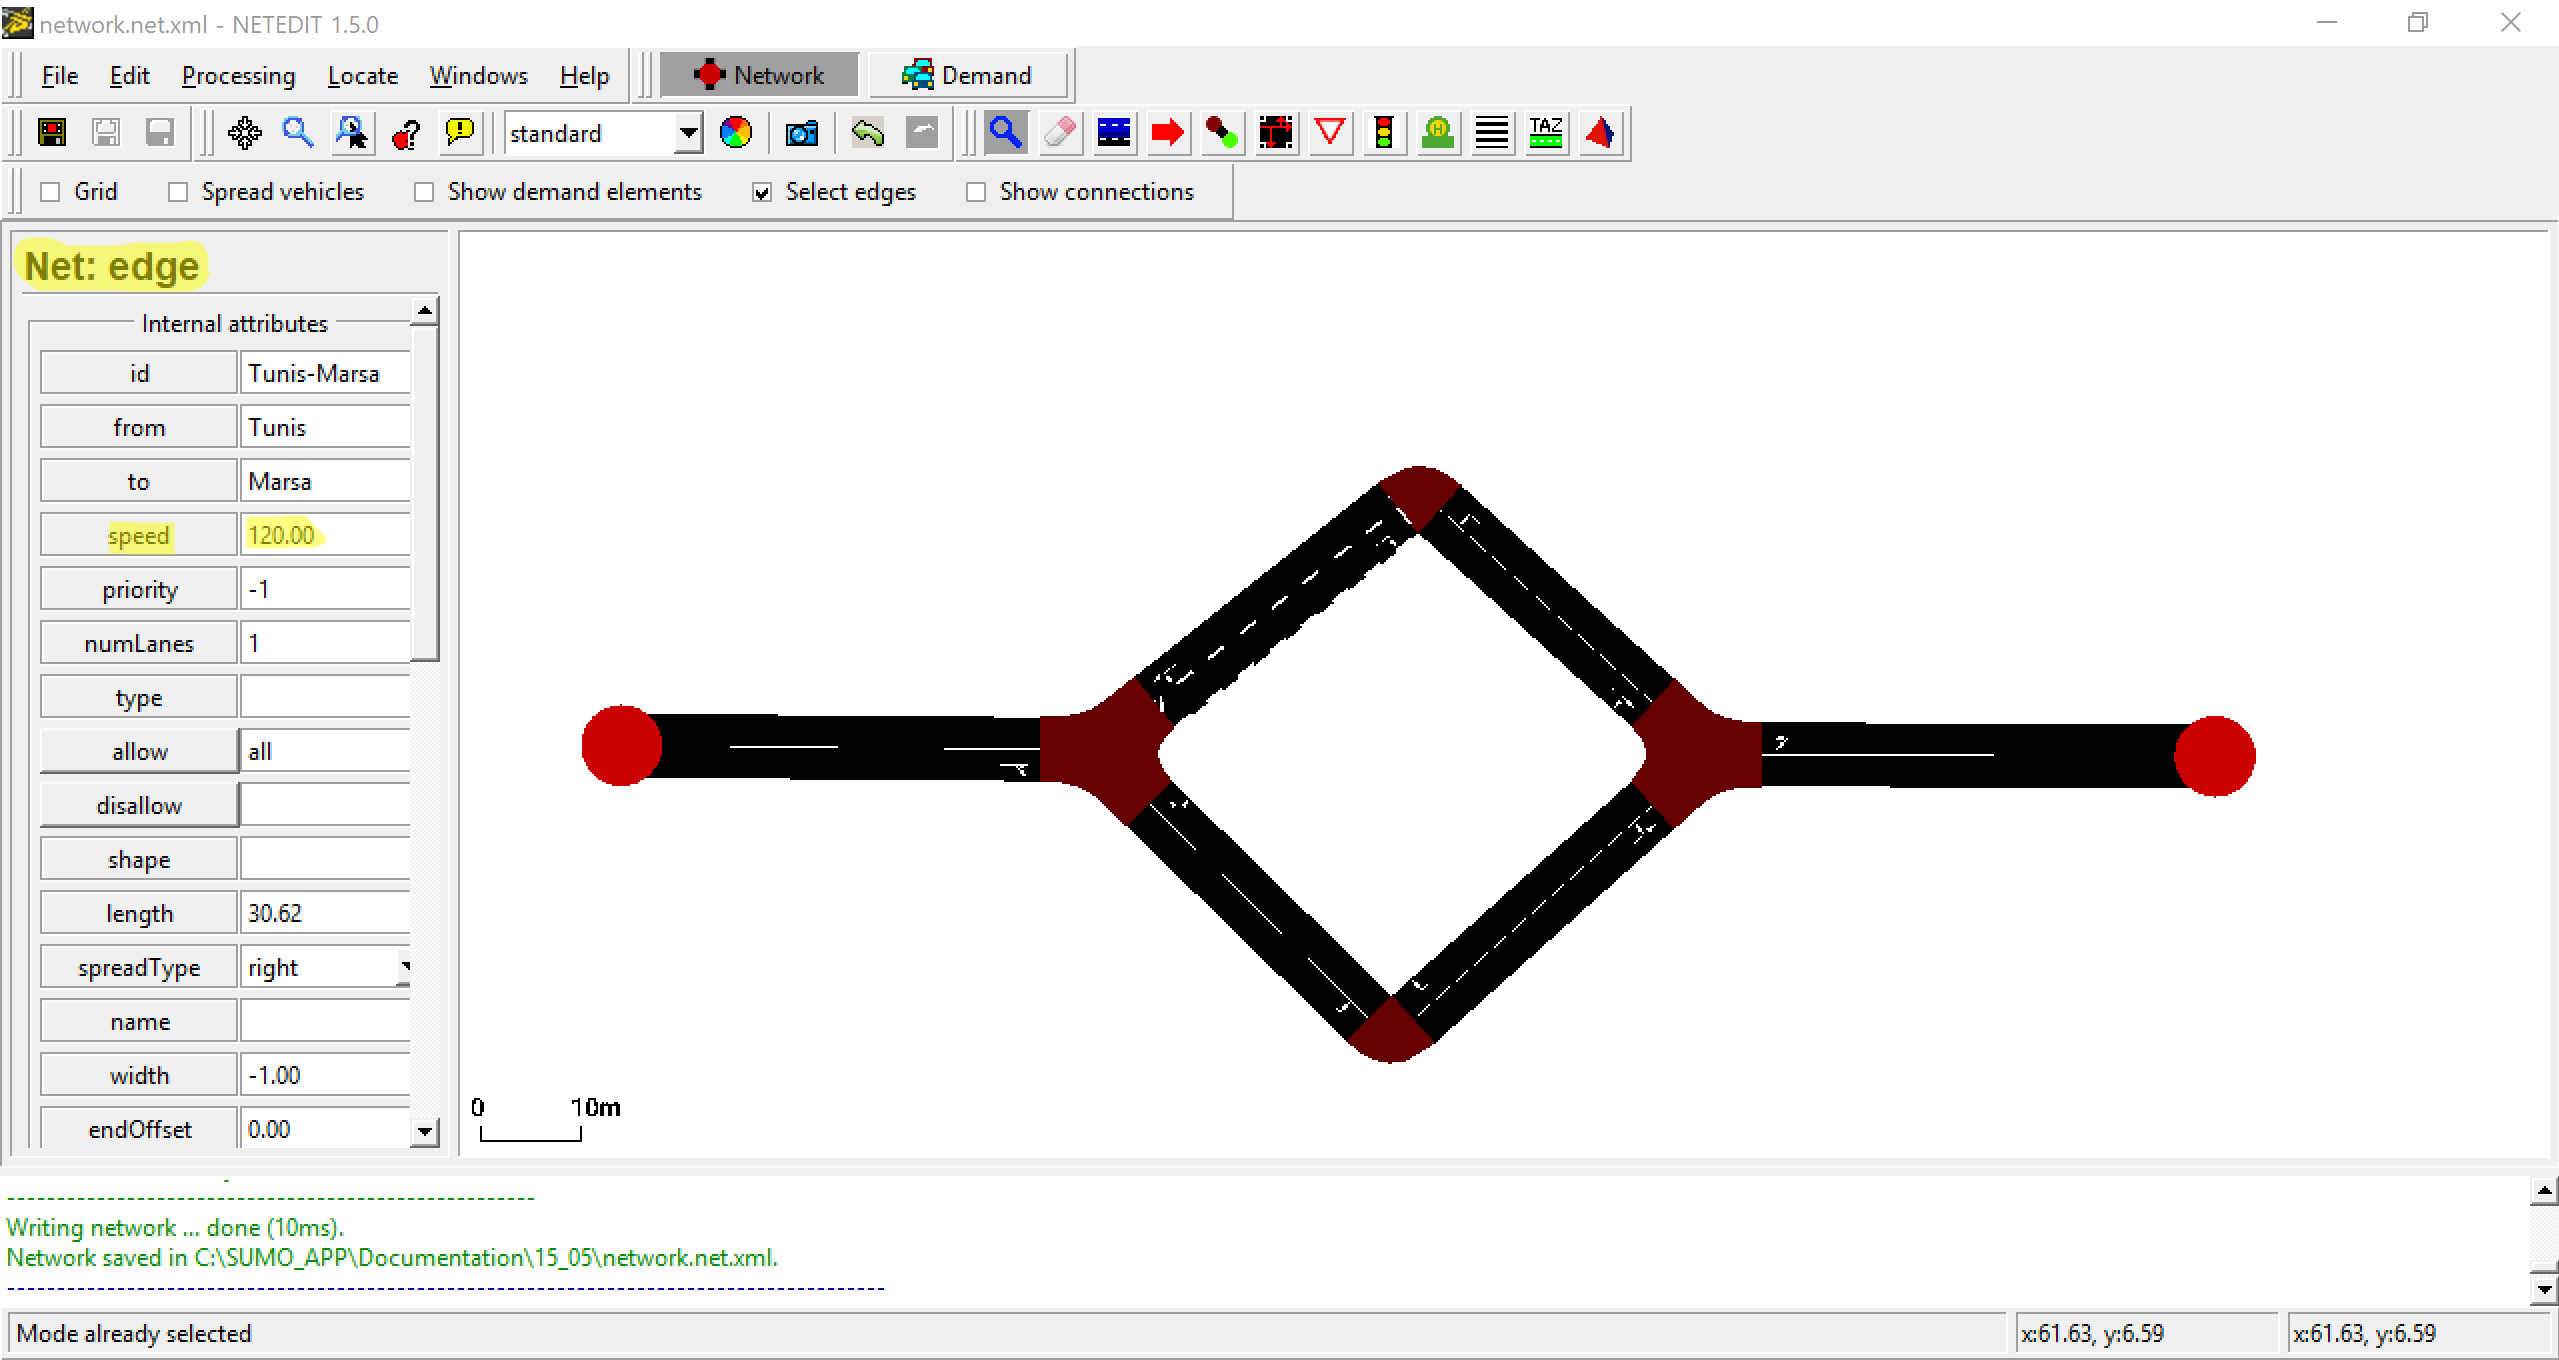 network.net.xml - NETEDIT 1.5.0
File Edit Processing Locate Windows Help Network Demand
standard TAZ
Grid Spread vehicles Show demand elements Select edges Show connections
Net: edge
Internal attributes
id Tunis-Marsa
from Tunis
to Marsa
speed 120.00
priority -1
numLanes 1
type
allow all
disallow
shape
length 30.62
spreadType right
name
width -1.00
endOffset 0.00
0 10m
Writing network ... done (10ms).
Network saved in C:\SUMO_APP\Documentation\15_05\network.net.xml.
Mode already selected x:61.63, y:6.59 x:61.63, y:6.59